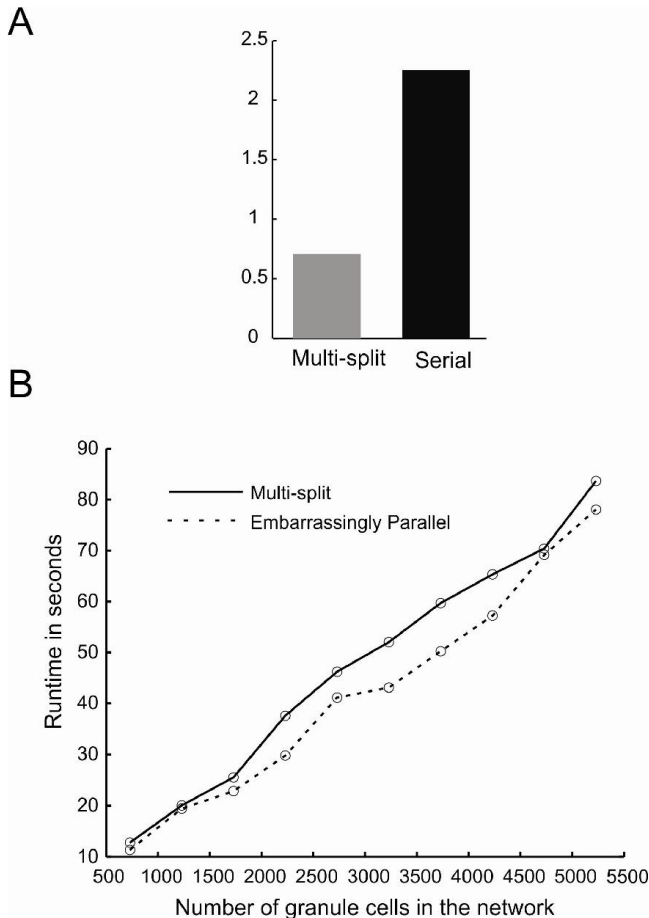 A
2.5
2
1.5
1
0.5
0
Multi-split
Serial
B
90
80
70
60
50
40
30
20
10
Multi-split
Embarrassingly Parallel
Runtime in seconds
500 1000 1500 2000 2500 3000 3500 4000 4500 5000 5500
Number of granule cells in the network